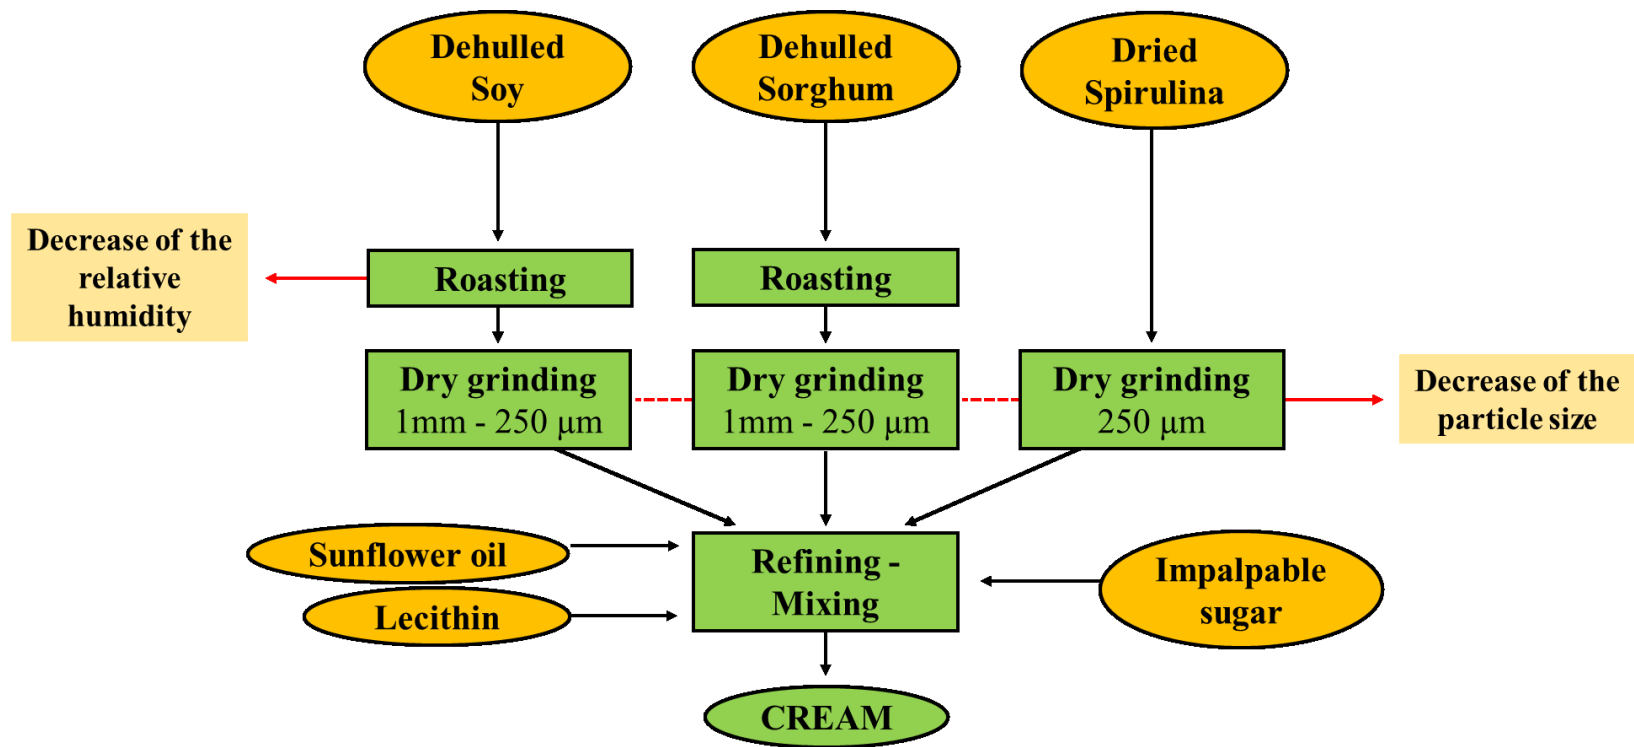 Dehulled
Soy
Dehulled
Sorghum
Dried
Spirulina
Decrease of the
relative
humidity
Roasting
Roasting
Dry grinding
1mm - 250 μm
Dry grinding
1mm - 250 μm
Dry grinding
250 μm
Decrease of the
particle size
Sunflower oil
Lecithin
Refining -
Mixing
Impalpable
sugar
CREAM